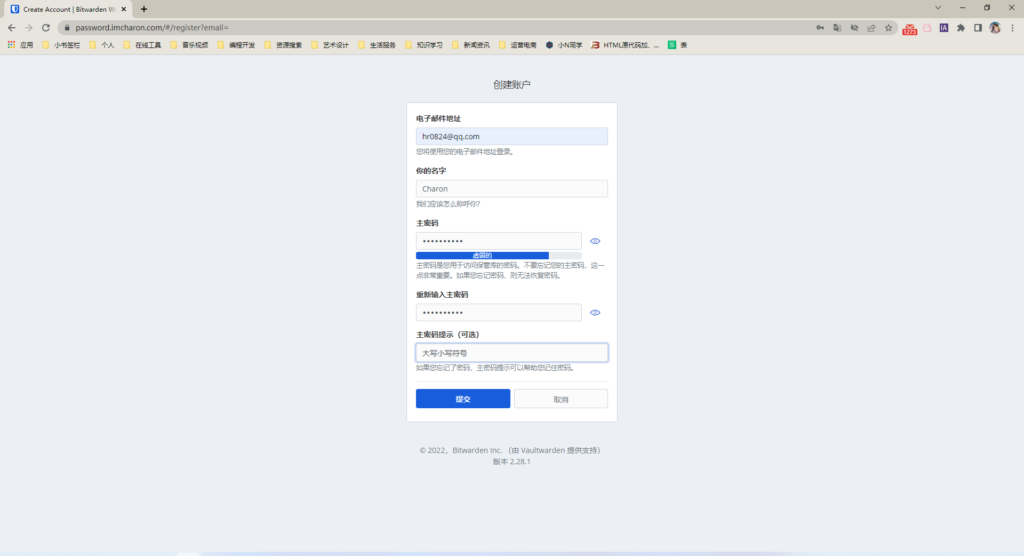 Create Account | Bitwarden W
password.imcharon.com/#/register?email=
1273
应用 小书签栏 个人 在线工具 音乐视频 编程开发 资源搜索 艺术设计 生活服务 知识学习 新闻资讯 运营电商 小N同学 HTML原代码加、...
创建账户
电子邮件地址
hr0824@qq.com
您将使用您的电子邮件地址登录。
你的名字
Charon
我们应该怎么称呼你?
主密码
••••••••••
主密码是您用于访问保管库的密码。不要忘记您的主密码，这一
点非常重要。如果您忘记密码，则无法恢复密码。
重新输入主密码
••••••••••
主密码提示（可选）
大写小写符号
如果您忘记了密码，主密码提示可以帮助您记住密码。
提交 取消
© 2022，Bitwarden Inc. （由 Vaultwarden 提供支持）
版本 2.28.1